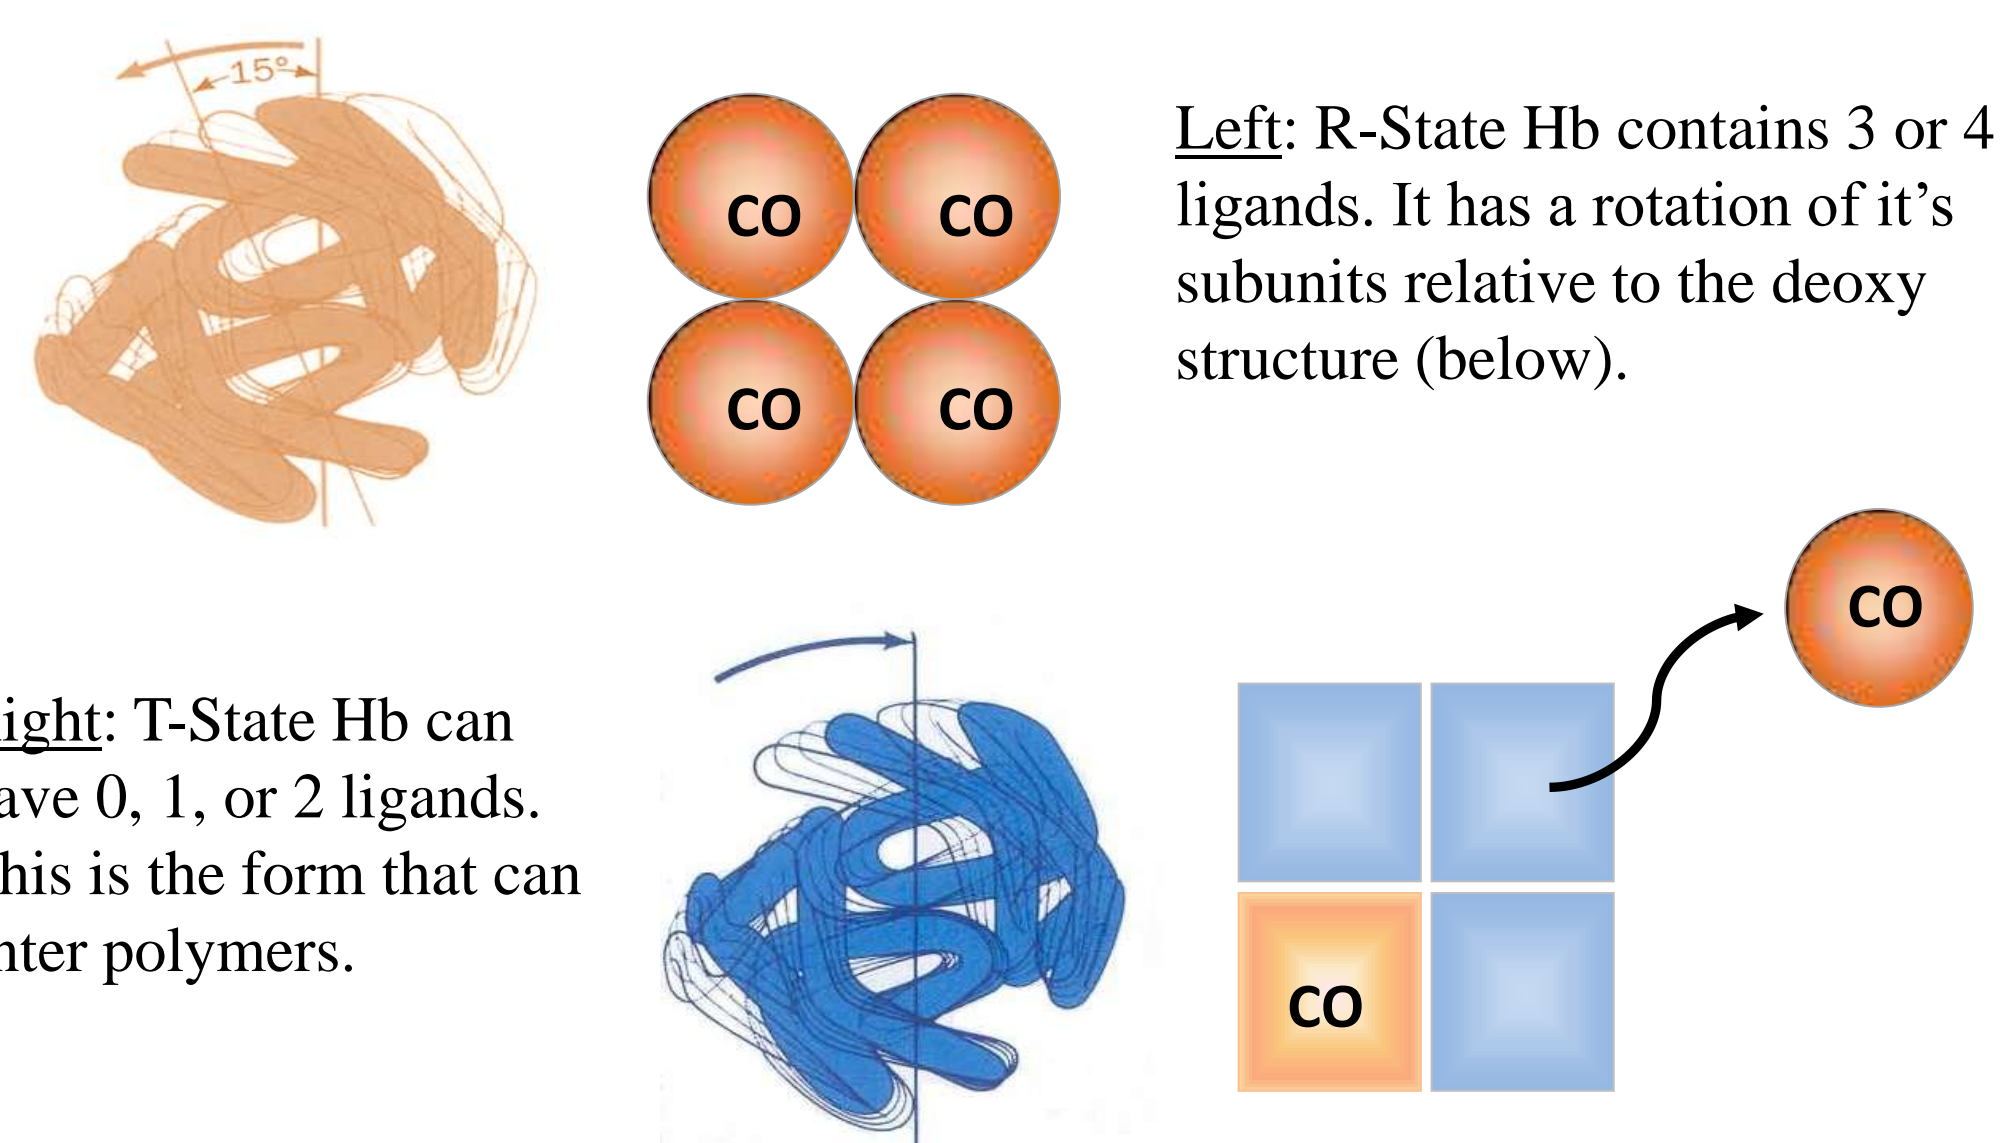 15°
CO CO
CO CO
Left: R-State Hb contains 3 or 4
ligands. It has a rotation of it’s
subunits relative to the deoxy
structure (below).
CO
ight: T-State Hb can
ave 0, 1, or 2 ligands.
his is the form that can
nter polymers.
CO